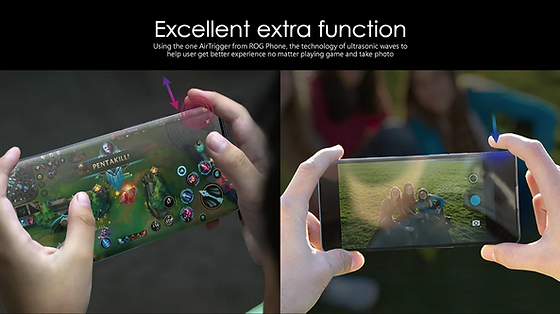 Excellent extra function
Using the one AirTrigger from ROG Phone, the technology of ultrasonic waves to
help user get better experience no matter playing game and take photo
PENTAKILL!